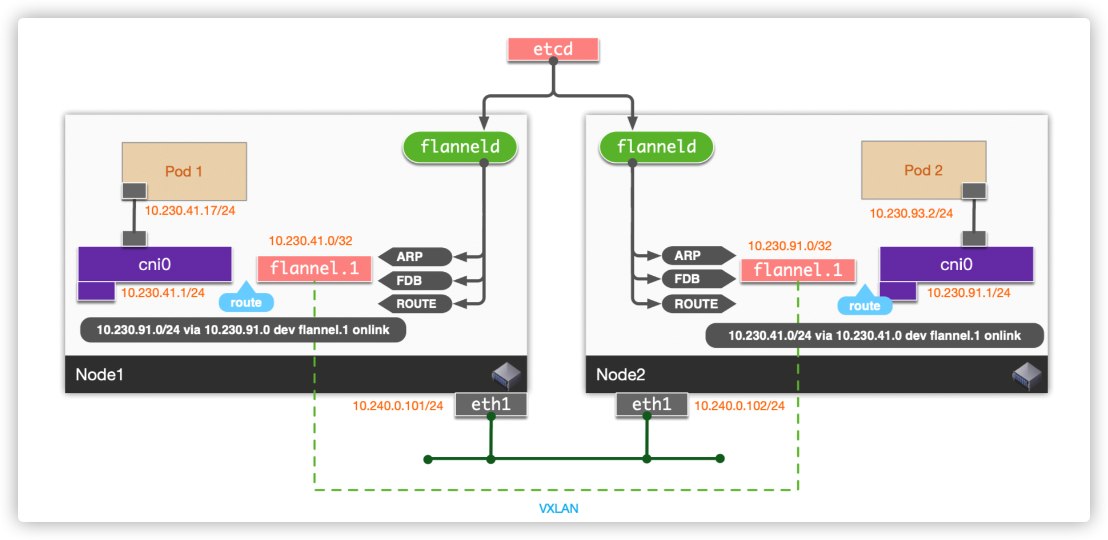 etcd
flanneld
flanneld
Pod 1
Pod 2
10.230.41.17/24
10.230.93.2/24
10.230.41.0/32
ARP
ARP
10.230.91.0/32
cni0
flannel.1
FDB
FDB
flannel.1
cni0
10.230.41.1/24
route
ROUTE
ROUTE
route
10.230.91.1/24
10.230.91.0/24 via 10.230.91.0 dev flannel.1 onlink
10.230.41.0/24 via 10.230.41.0 dev flannel.1 onlink
Node1
Node2
10.240.0.101/24
eth1
eth1
10.240.0.102/24
VXLAN